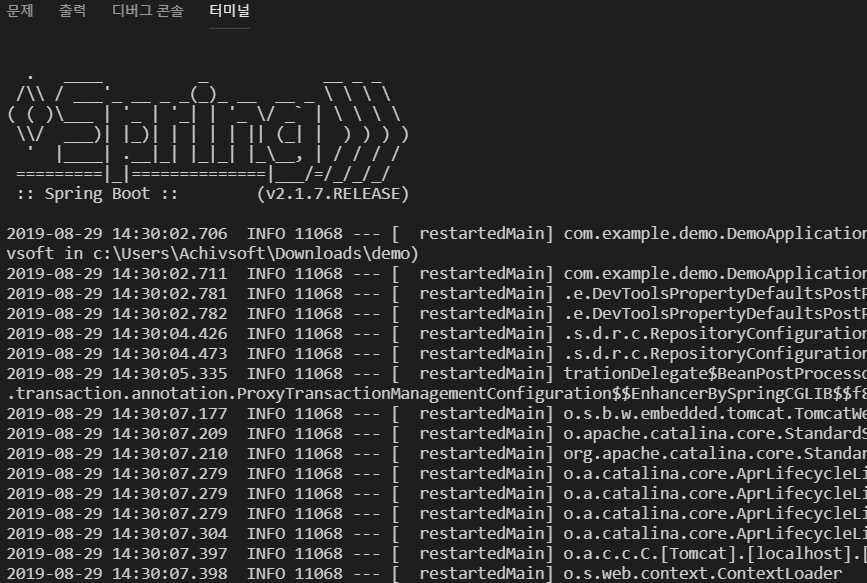 문제 출력 디버그 콘솔 터미널
  .   ____          _            __ _ _
 /\\ / ___'_ __ _ _(_)_ __  __ _ \ \ \ \
( ( )\___ | '_ | '_| | '_ \/ _` | \ \ \ \
 \\/  ___)| |_)| | | | | || (_| |  ) ) ) )
  '  |____| .__|_| |_|_| |_\__, | / / / /
 =========|_|==============|___/=/_/_/_/
 :: Spring Boot ::        (v2.1.7.RELEASE)
2019-08-29 14:30:02.706  INFO 11068 --- [  restartedMain] com.example.demo.DemoApplication
vsoft in c:\Users\Achivsoft\Downloads\demo)
2019-08-29 14:30:02.711  INFO 11068 --- [  restartedMain] com.example.demo.DemoApplication
2019-08-29 14:30:02.781  INFO 11068 --- [  restartedMain] .e.DevToolsPropertyDefaultsPostP
2019-08-29 14:30:02.782  INFO 11068 --- [  restartedMain] .e.DevToolsPropertyDefaultsPostP
2019-08-29 14:30:04.426  INFO 11068 --- [  restartedMain] .s.d.r.c.RepositoryConfiguration
2019-08-29 14:30:04.473  INFO 11068 --- [  restartedMain] .s.d.r.c.RepositoryConfiguration
2019-08-29 14:30:05.335  INFO 11068 --- [  restartedMain] trationDelegate$BeanPostProcesso
.transaction.annotation.ProxyTransactionManagementConfiguration$$EnhancerBySpringCGLIB$$f8
2019-08-29 14:30:07.177  INFO 11068 --- [  restartedMain] o.s.b.w.embedded.tomcat.TomcatWe
2019-08-29 14:30:07.209  INFO 11068 --- [  restartedMain] o.apache.catalina.core.StandardS
2019-08-29 14:30:07.210  INFO 11068 --- [  restartedMain] org.apache.catalina.core.Standar
2019-08-29 14:30:07.279  INFO 11068 --- [  restartedMain] o.a.catalina.core.AprLifecycleLi
2019-08-29 14:30:07.279  INFO 11068 --- [  restartedMain] o.a.catalina.core.AprLifecycleLi
2019-08-29 14:30:07.279  INFO 11068 --- [  restartedMain] o.a.catalina.core.AprLifecycleLi
2019-08-29 14:30:07.304  INFO 11068 --- [  restartedMain] o.a.catalina.core.AprLifecycleLi
2019-08-29 14:30:07.397  INFO 11068 --- [  restartedMain] o.a.c.c.C.[Tomcat].[localhost].[
2019-08-29 14:30:07.398  INFO 11068 --- [  restartedMain] o.s.web.context.ContextLoader